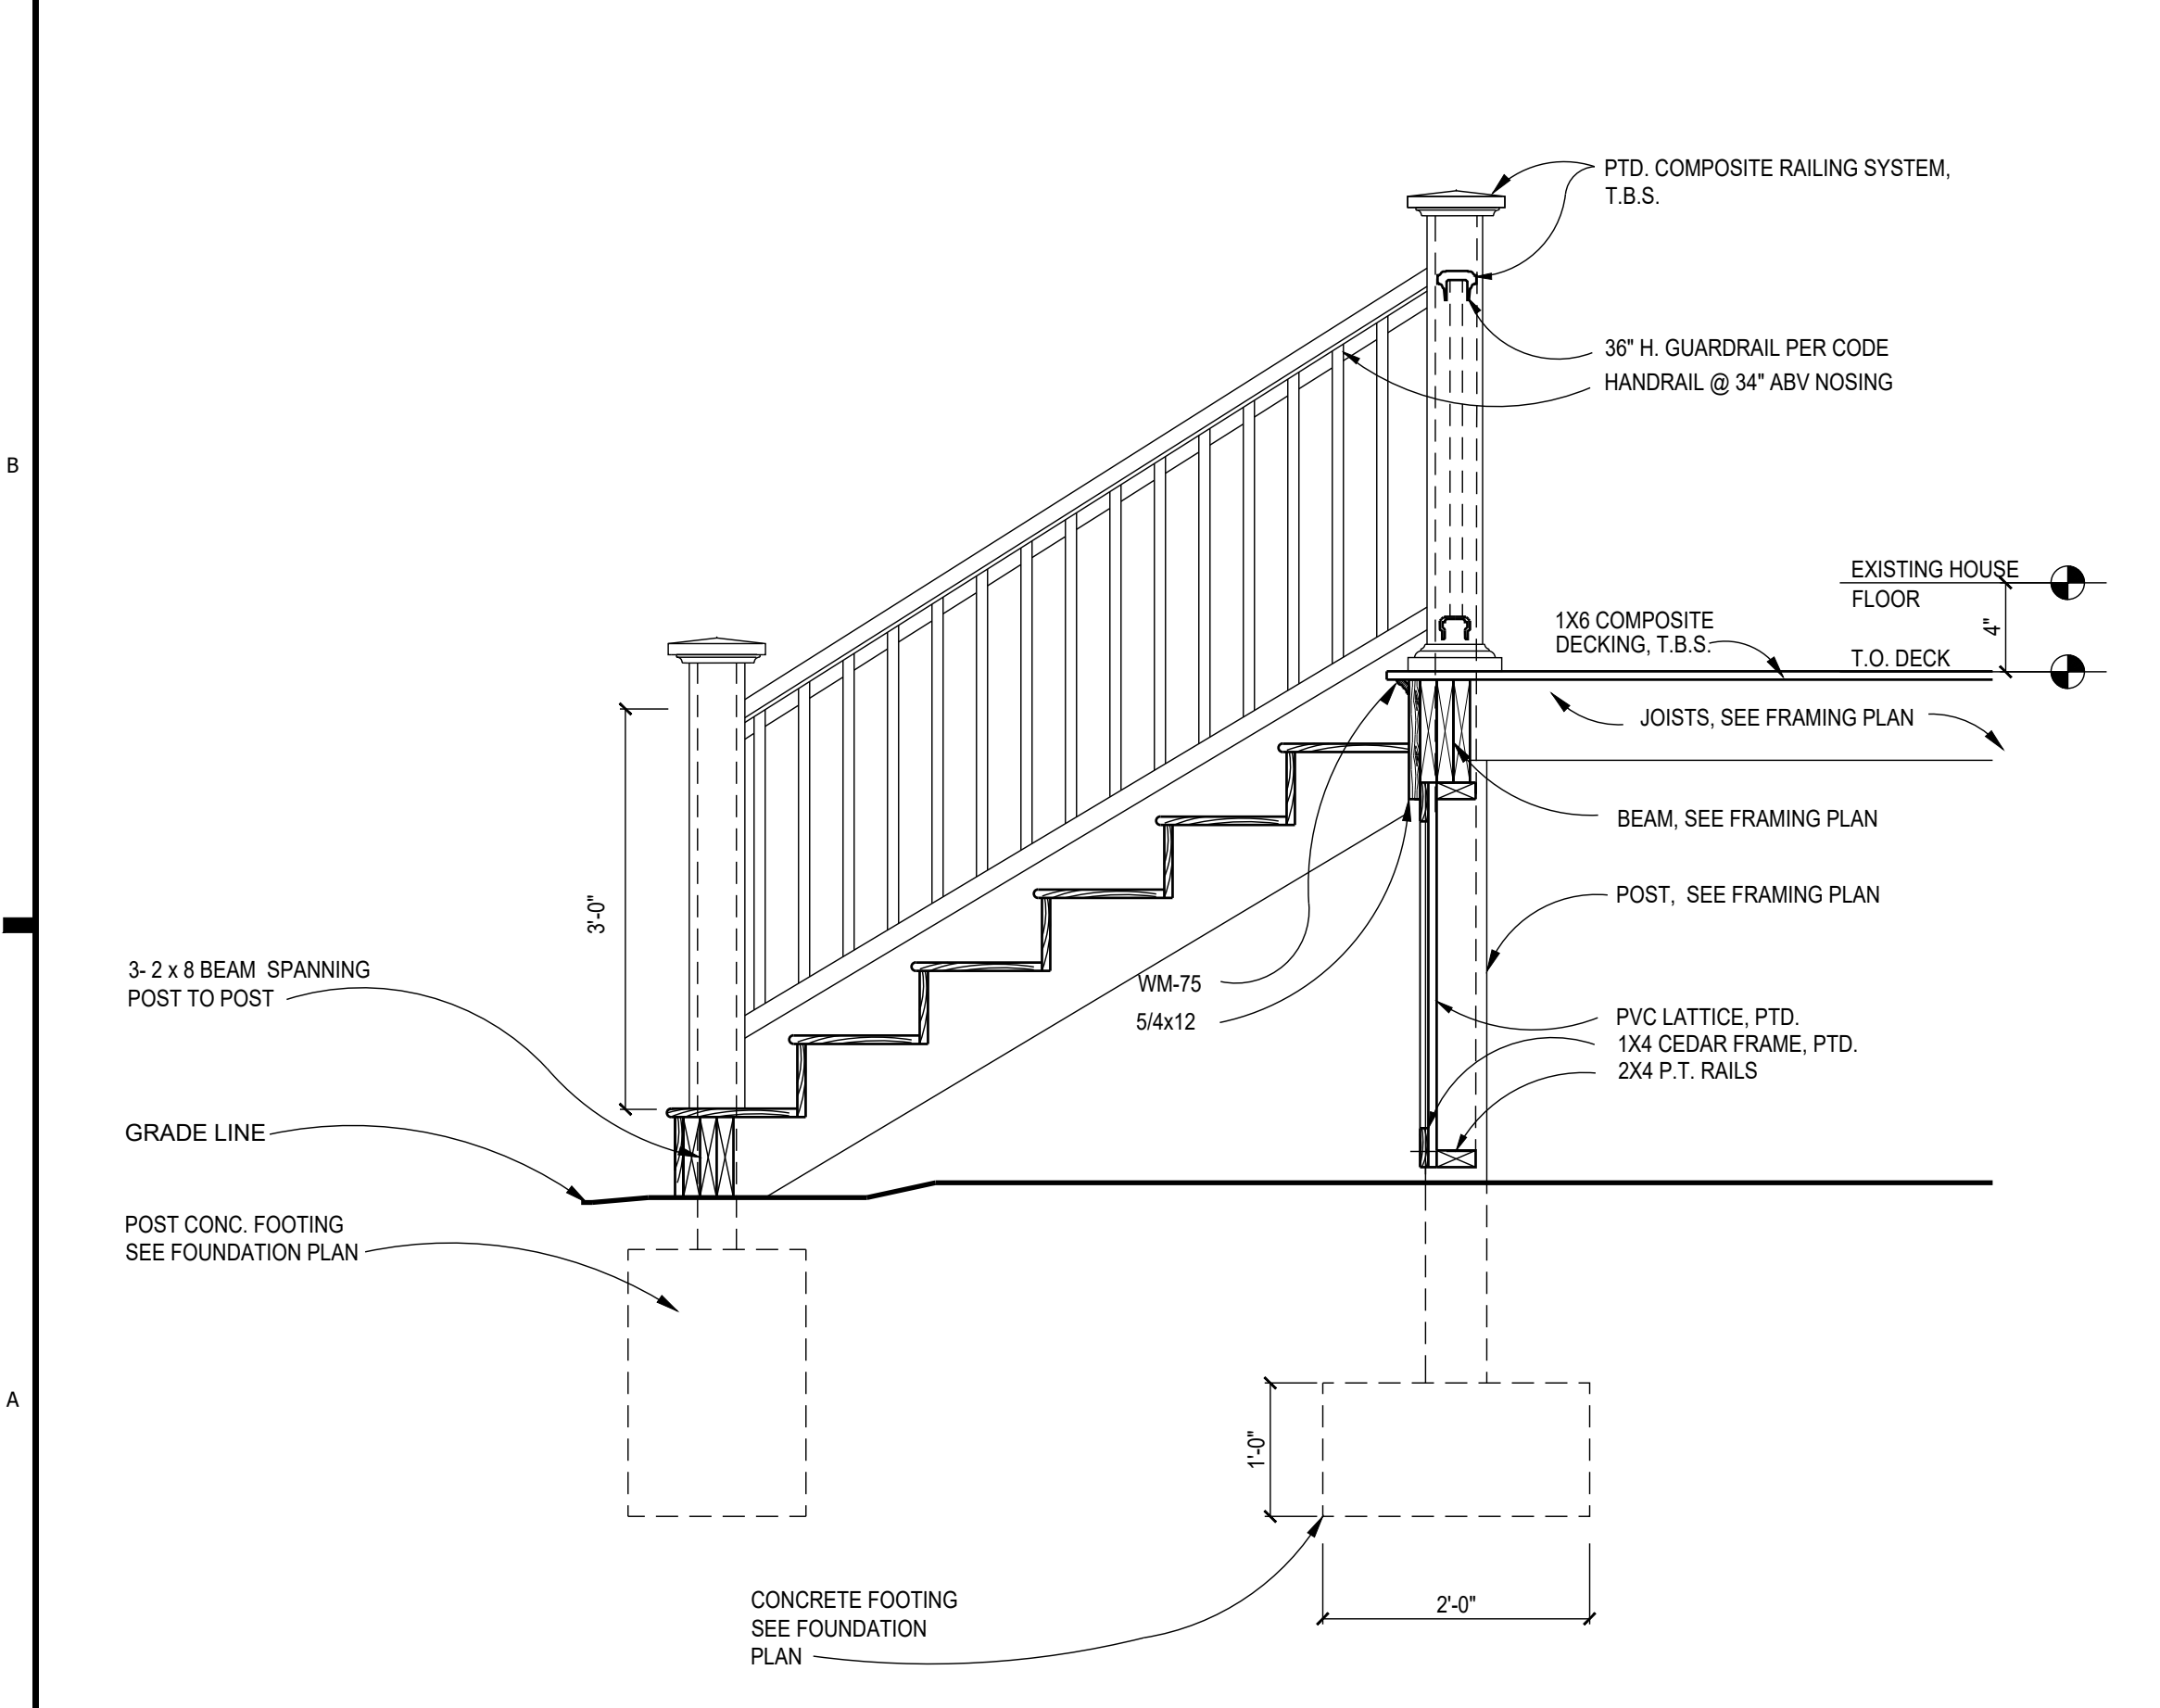 PTD. COMPOSITE RAILING SYSTEM,
T.B.S.
36" H. GUARDRAIL PER CODE
HANDRAIL @ 34" ABV NOSING
B
EXISTING HOUSE
FLOOR
4"
1X6 COMPOSITE
DECKING, T.B.S.
T.O. DECK
JOISTS, SEE FRAMING PLAN
BEAM, SEE FRAMING PLAN
POST, SEE FRAMING PLAN
3'-0"
3- 2 x 8 BEAM SPANNING
POST TO POST
WM-75
5/4x12
PVC LATTICE, PTD.
1X4 CEDAR FRAME, PTD.
2X4 P.T. RAILS
GRADE LINE
POST CONC. FOOTING
SEE FOUNDATION PLAN
A
1'-0"
CONCRETE FOOTING
SEE FOUNDATION
PLAN
2'-0"